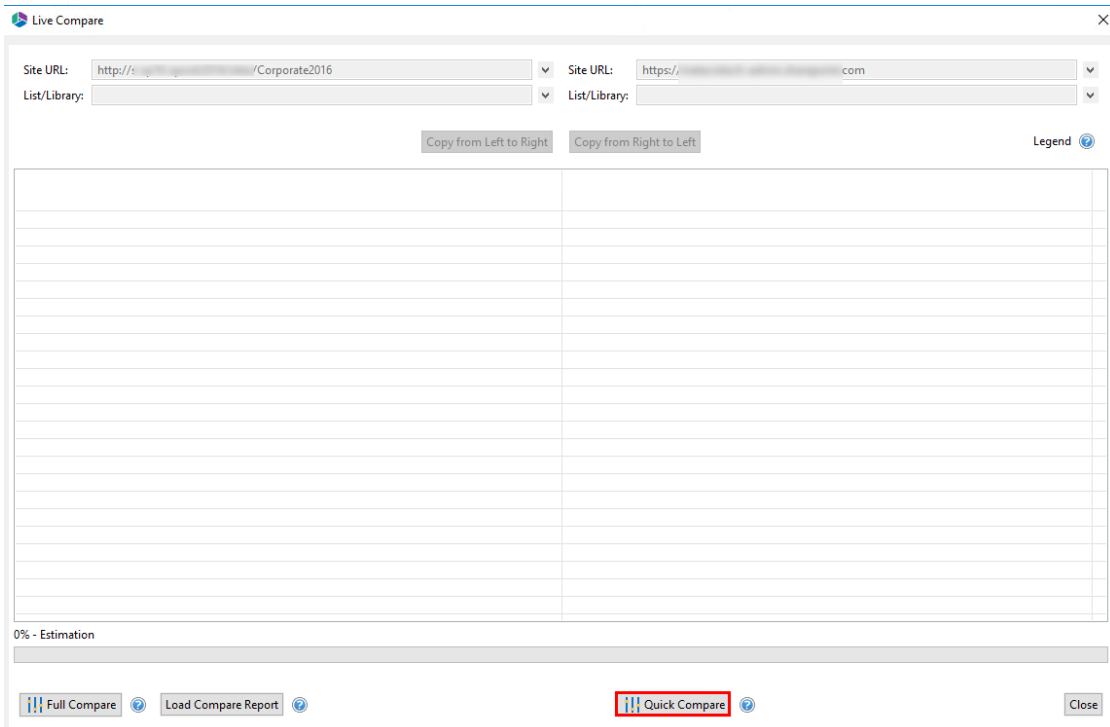 Live Compare
Site URL: http:// /Corporate2016 Site URL: https:// com
List/Library: List/Library:
Copy from Left to Right Copy from Right to Left Legend
0% - Estimation
Full Compare Load Compare Report Quick Compare Close